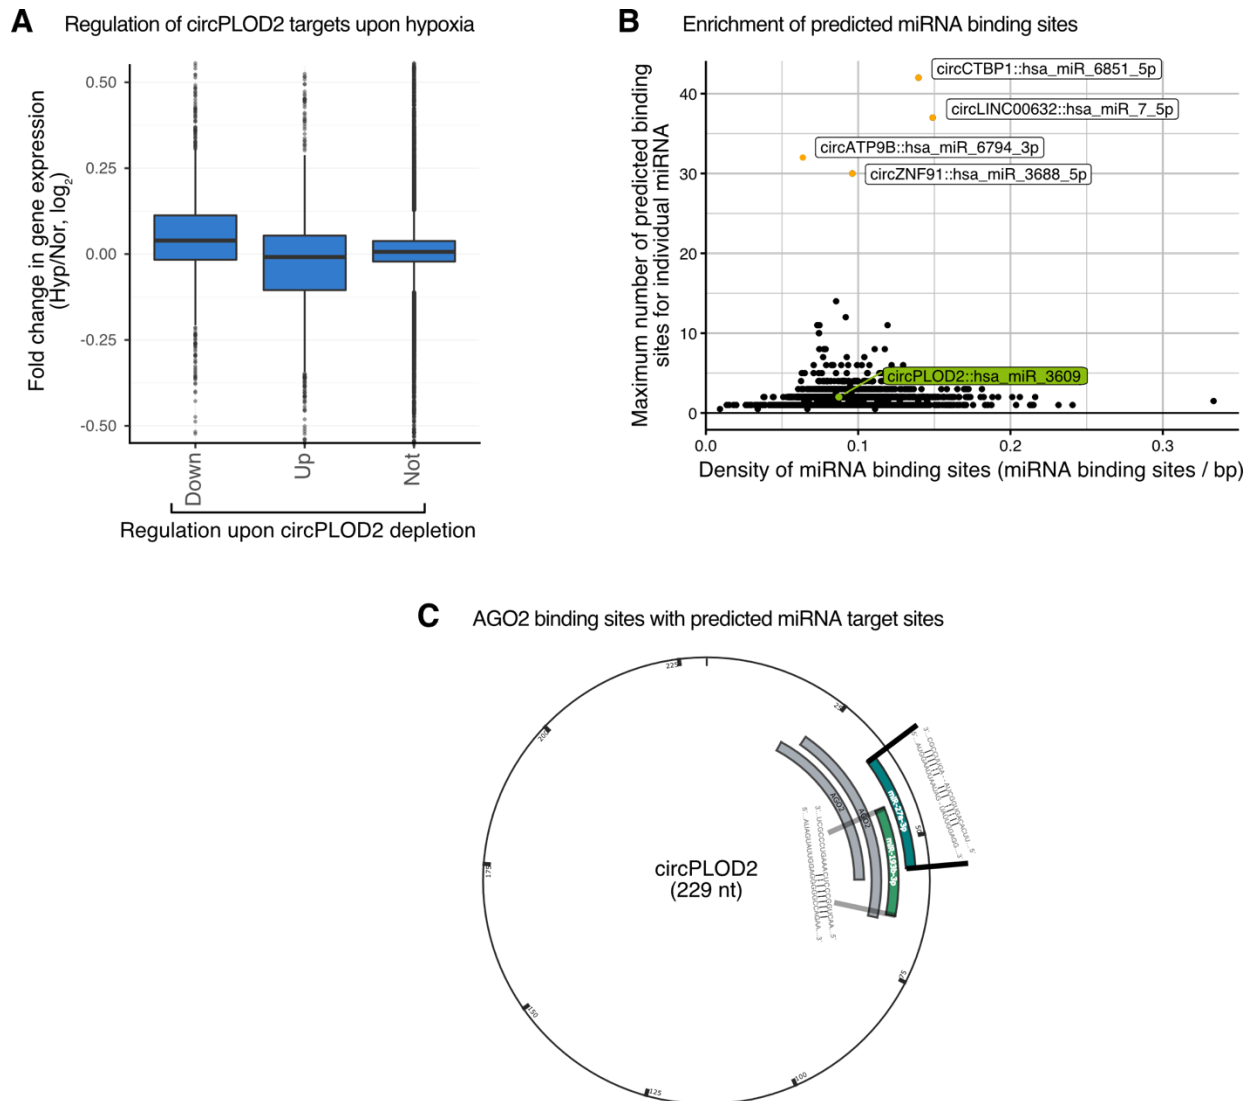 A Regulation of circPLOD2 targets upon hypoxia
Fold change in gene expression
(Hyp/Nor, log2)
0.50
0.25
0.00
-0.25
-0.50
Down
Up
Not
Regulation upon circPLOD2 depletion
B Enrichment of predicted miRNA binding sites
Maximum number of predicted binding
sites for individual miRNA
40
30
20
10
0
circCTBP1::hsa_miR_6851_5p
circLINC00632::hsa_miR_7_5p
circATP9B::hsa_miR_6794_3p
circZNF91::hsa_miR_3688_5p
circPLOD2::hsa_miR_3609
0.0 0.1 0.2 0.3
Density of miRNA binding sites (miRNA binding sites / bp)
C AGO2 binding sites with predicted miRNA target sites
225
25
200
50
175
75
150
100
125
AGO2
AGO2
miR-193b-3p
circPLOD2
(229 nt)